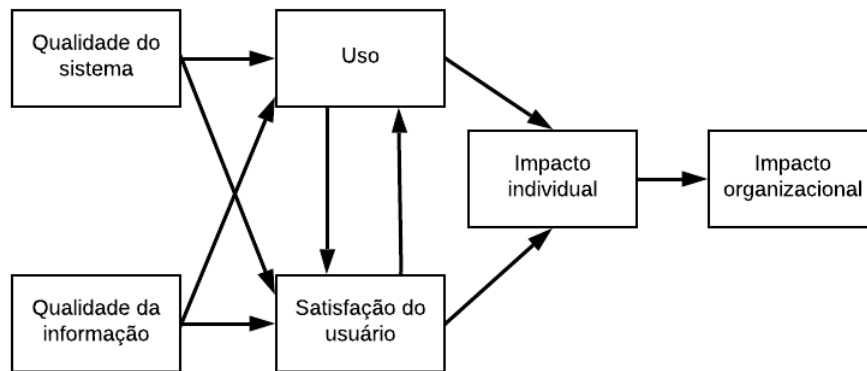 Qualidade do
sistema
Uso
Impacto
individual
Impacto
organizacional
Qualidade da
informação
Satisfação do
usuário